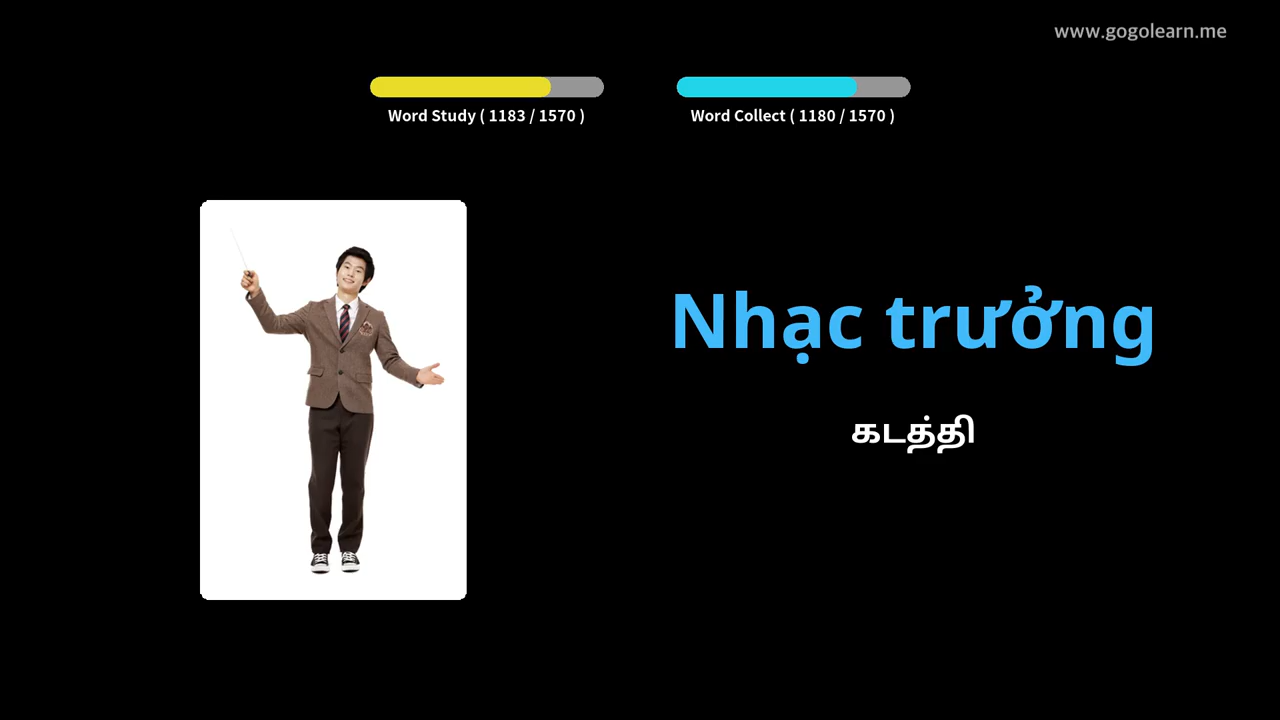 www.gogolearn.me
Word Study ( 1183 / 1570 )
Word Collect ( 1180 / 1570 )
Nhạc trưởng
கடத்தி